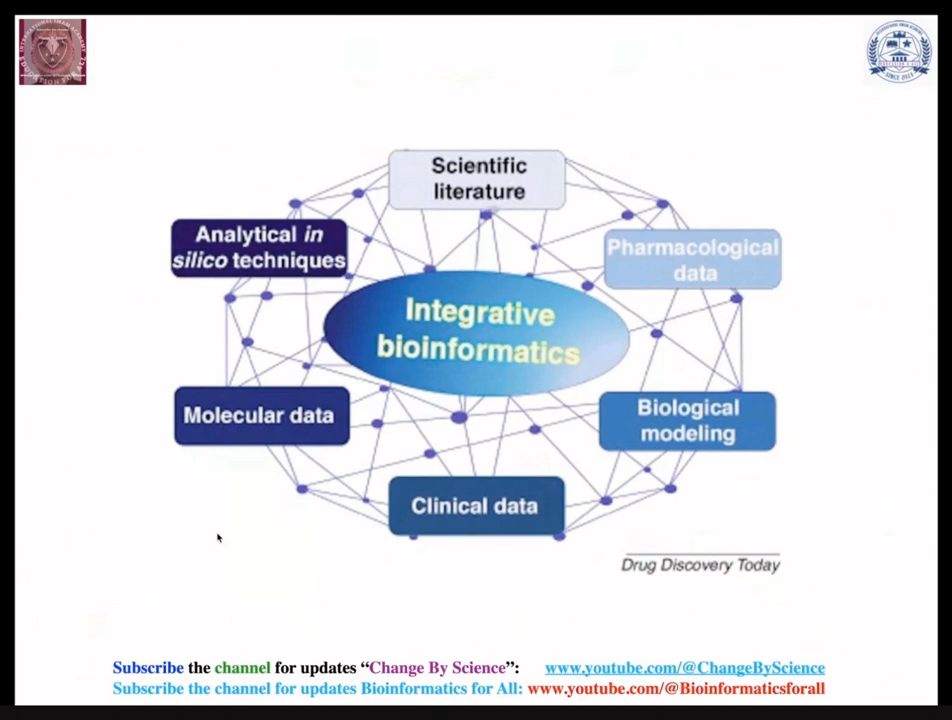 Scientific
literature
Analytical in
silico techniques
Pharmacological
data
Integrative
bioinformatics
Molecular data
Biological
modeling
Clinical data
Drug Discovery Today
Subscribe the channel for updates “Change By Science”: www.youtube.com/@ChangeByScience
Subscribe the channel for updates Bioinformatics for All: www.youtube.com/@Bioinformaticsforall